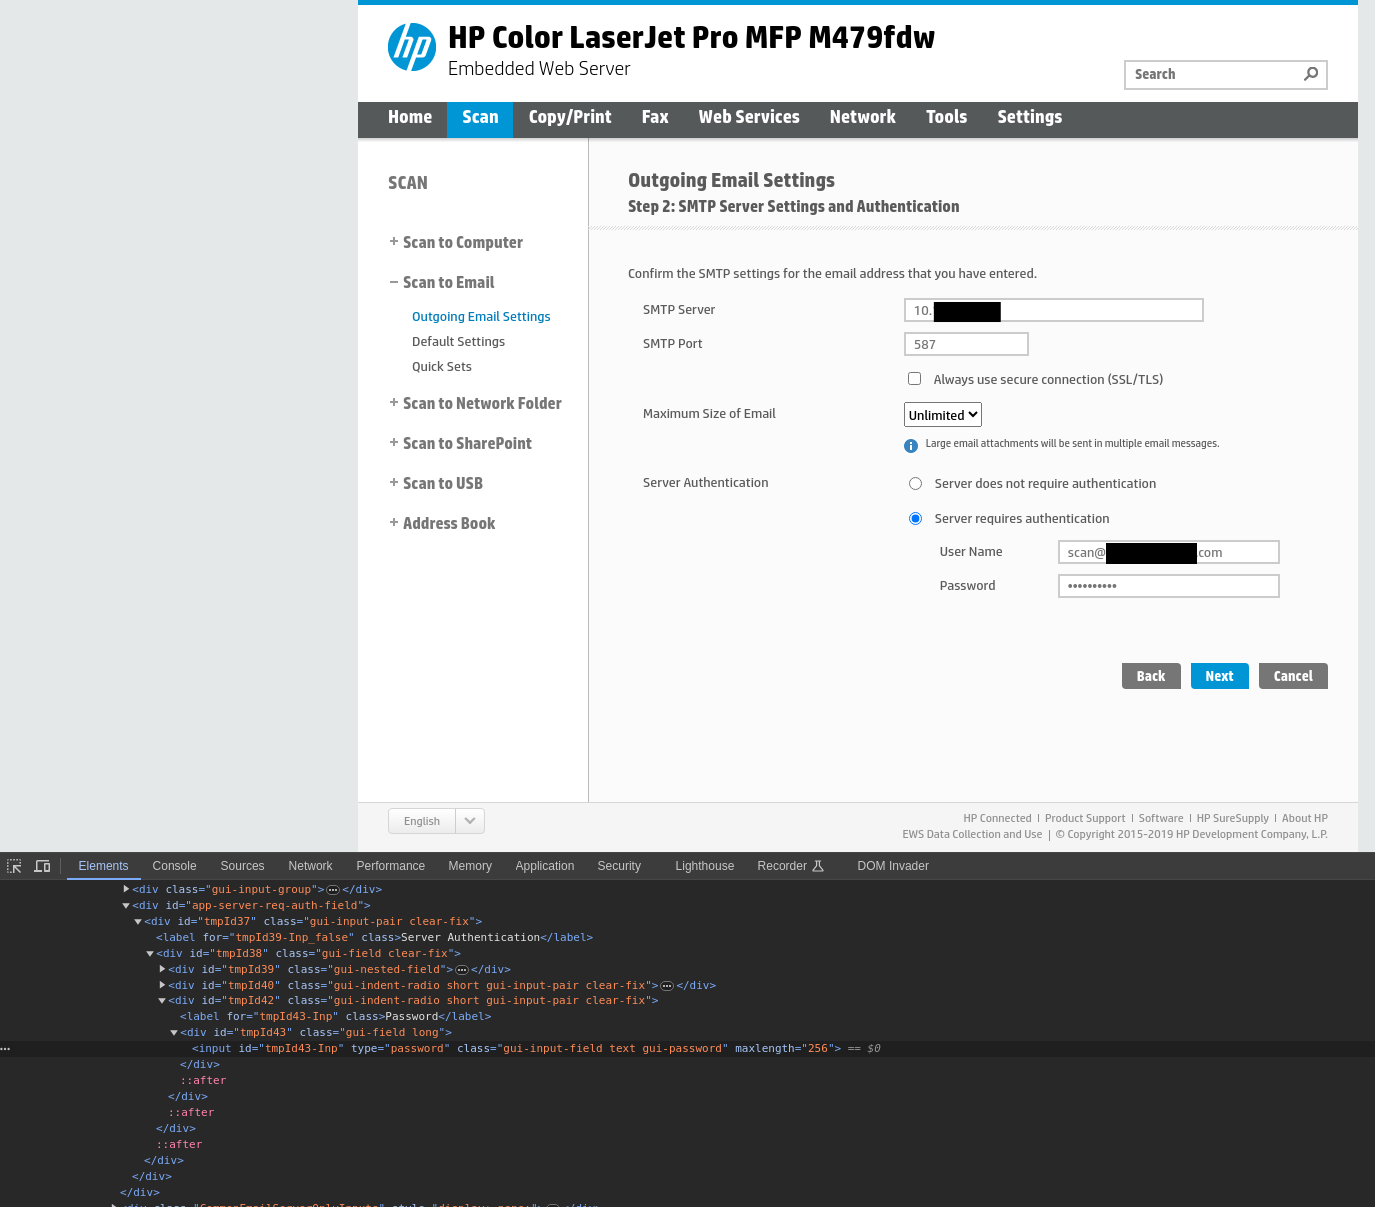 hp
HP Color LaserJet Pro MFP M479fdw
Embedded Web Server
Search
Home Scan Copy/Print Fax Web Services Network Tools Settings
SCAN
+ Scan to Computer
− Scan to Email
Outgoing Email Settings
Default Settings
Quick Sets
+ Scan to Network Folder
+ Scan to SharePoint
+ Scan to USB
+ Address Book
Outgoing Email Settings
Step 2: SMTP Server Settings and Authentication
Confirm the SMTP settings for the email address that you have entered.
SMTP Server 10.
SMTP Port 587
Always use secure connection (SSL/TLS)
Maximum Size of Email Unlimited
Large email attachments will be sent in multiple email messages.
Server Authentication Server does not require authentication
Server requires authentication
User Name scan@ .com
Password ••••••••••
Back Next Cancel
English
HP Connected | Product Support | Software | HP SureSupply | About HP
EWS Data Collection and Use | © Copyright 2015-2019 HP Development Company, L.P.
Elements Console Sources Network Performance Memory Application Security Lighthouse Recorder DOM Invader
<div class="gui-input-group">…</div>
<div id="app-server-req-auth-field">
<div id="tmpId37" class="gui-input-pair clear-fix">
<label for="tmpId39-Inp_false" class>Server Authentication</label>
<div id="tmpId38" class="gui-field clear-fix">
<div id="tmpId39" class="gui-nested-field">…</div>
<div id="tmpId40" class="gui-indent-radio short gui-input-pair clear-fix">…</div>
<div id="tmpId42" class="gui-indent-radio short gui-input-pair clear-fix">
<label for="tmpId43-Inp" class>Password</label>
<div id="tmpId43" class="gui-field long">
… <input id="tmpId43-Inp" type="password" class="gui-input-field text gui-password" maxlength="256"> == $0
</div>
::after
</div>
::after
</div>
::after
</div>
</div>
</div>